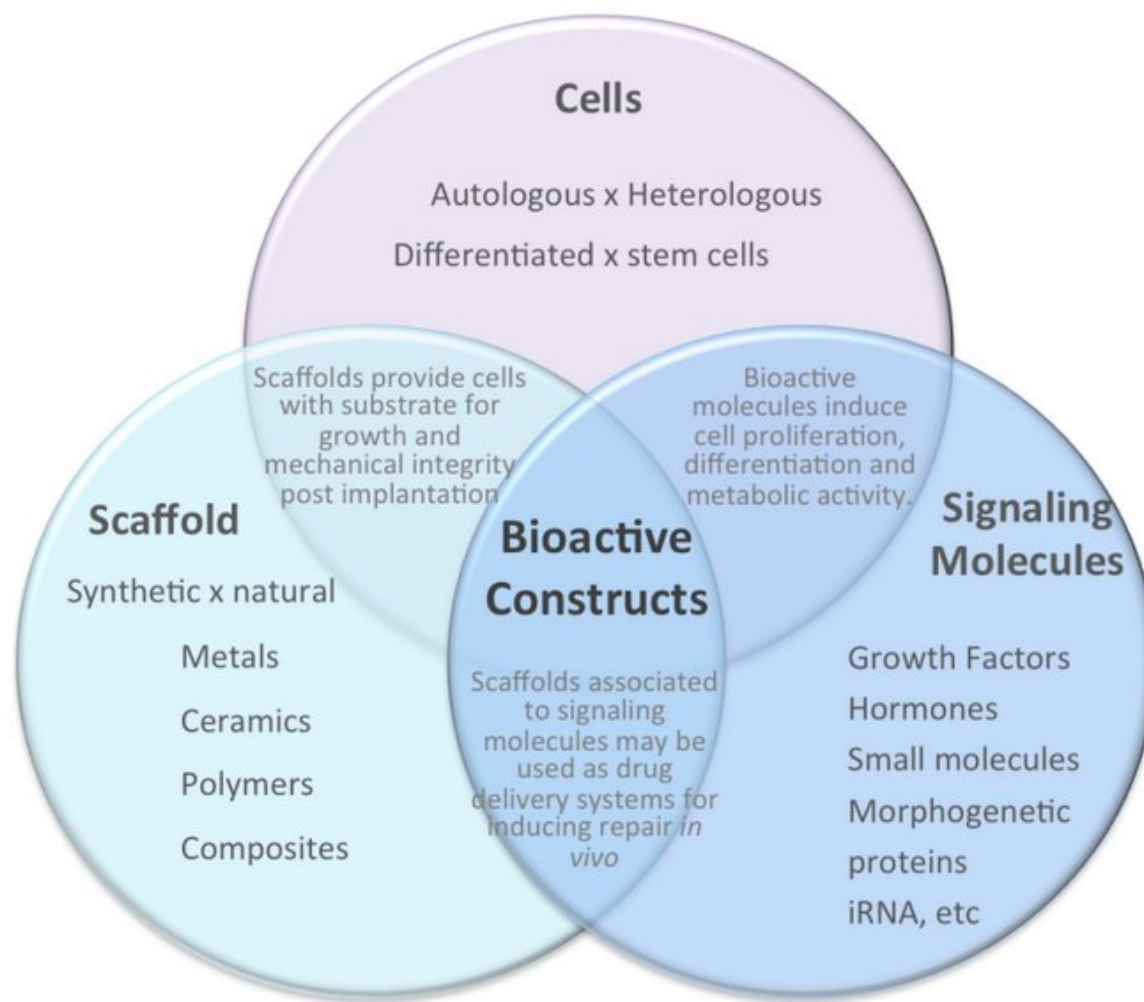 Cells
Autologous x Heterologous
Differentiated x stem cells
Scaffolds provide cells
with substrate for
growth and
mechanical integrity
post implantation
Bioactive
molecules induce
cell proliferation,
differentiation and
metabolic activity.
Scaffold
Synthetic x natural
Metals
Ceramics
Polymers
Composites
Bioactive
Constructs
Scaffolds associated
to signaling
molecules may be
used as drug
delivery systems for
inducing repair in
vivo
Signaling
Molecules
Growth Factors
Hormones
Small molecules
Morphogenetic
proteins
iRNA, etc